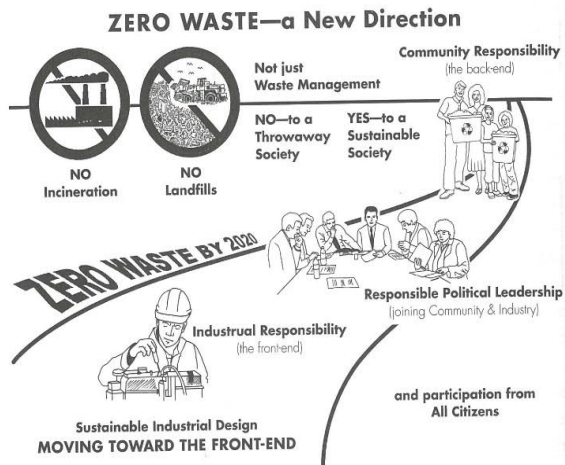 ZERO WASTE—a New Direction
Community Responsibility
(the back-end)
Not just
Waste Management
NO—to a
Throwaway
Society
YES—to a
Sustainable
Society
NO
Incineration
NO
Landfills
ZERO WASTE BY 2020
Responsible Political Leadership
(joining Community & Industry)
Industrual Responsibility
(the front-end)
and participation from
All Citizens
Sustainable Industrial Design
MOVING TOWARD THE FRONT-END